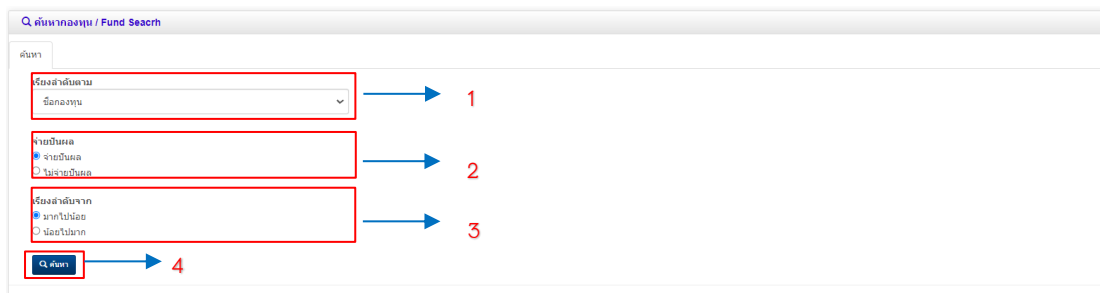 ค้นหากองทุน / Fund Seacrh
ค้นหา
เรียงลำดับตาม
ชื่อกองทุน
1
จ่ายปันผล
จ่ายปันผล
ไม่จ่ายปันผล
2
เรียงลำดับจาก
มากไปน้อย
น้อยไปมาก
3
ค้นหา
4